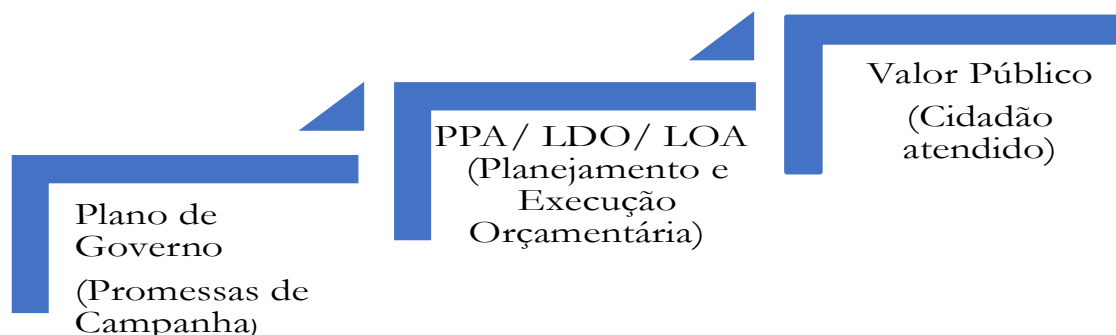 Plano de
Governo
(Promessas de
Campanha)
PPA/ LDO/ LOA
(Planejamento e
Execução
Orçamentária)
Valor Público
(Cidadão
atendido)